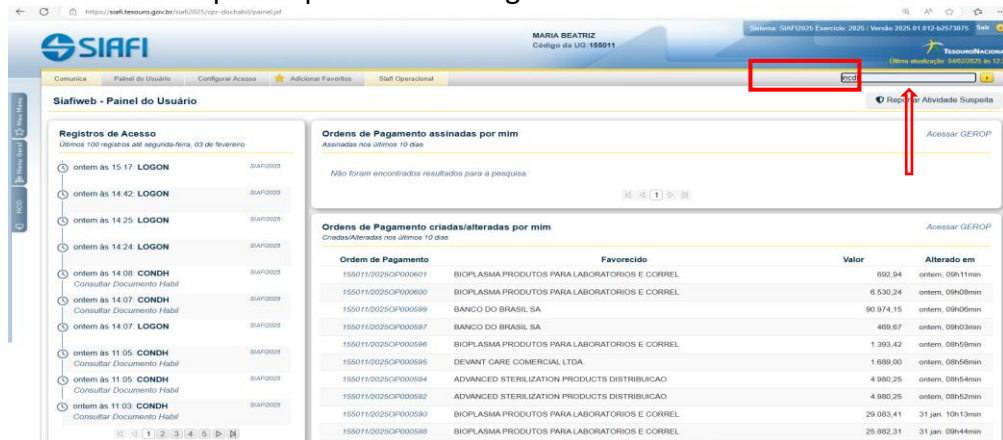 https://siafi.tesouro.gov.br/siafi2025/cpr-dochabil/painel.jsf
SIAFI
MARIA BEATRIZ
Código da UG:155011
Sistema: SIAFI2025 Exercício: 2025 | Versão 2025.01.012-b2573875 Sair
TESOURONACIONA
Última atualização: 04/02/2025 às 12:
Comunica Painel do Usuário Configurar Acesso Adicionar Favoritos Siafi Operacional
incdh
Siafiweb - Painel do Usuário
Reportar Atividade Suspeita
Meu Menu
Menu Geral
HOD
Registros de Acesso
Últimos 100 registros até segunda-feira, 03 de fevereiro
ontem às 15:17: LOGON SIAFI2025
ontem às 14:42: LOGON SIAFI2025
ontem às 14:25: LOGON SIAFI2025
ontem às 14:24: LOGON SIAFI2025
ontem às 14:08: CONDH SIAFI2025
Consultar Documento Habil
ontem às 14:07: CONDH SIAFI2025
Consultar Documento Habil
ontem às 14:07: LOGON SIAFI2025
ontem às 11:05: CONDH SIAFI2025
Consultar Documento Habil
ontem às 11:05: CONDH SIAFI2025
Consultar Documento Habil
ontem às 11:03: CONDH SIAFI2025
Consultar Documento Habil
1 2 3 4 5
Ordens de Pagamento assinadas por mim Acessar GEROP
Assinadas nos últimos 10 dias
Não foram encontrados resultados para a pesquisa.
1
Ordens de Pagamento criadas/alteradas por mim Acessar GEROP
Criadas/Alteradas nos últimos 10 dias
Ordem de Pagamento Favorecido Valor Alterado em
155011/2025OP000601 BIOPLASMA PRODUTOS PARA LABORATORIOS E CORREL 692,94 ontem, 09h11min
155011/2025OP000600 BIOPLASMA PRODUTOS PARA LABORATORIOS E CORREL 6.530,24 ontem, 09h08min
155011/2025OP000599 BANCO DO BRASIL SA 90.974,15 ontem, 09h06min
155011/2025OP000597 BANCO DO BRASIL SA 469,67 ontem, 09h03min
155011/2025OP000596 BIOPLASMA PRODUTOS PARA LABORATORIOS E CORREL 1.393,42 ontem, 08h59min
155011/2025OP000595 DEVANT CARE COMERCIAL LTDA 1.689,00 ontem, 08h56min
155011/2025OP000594 ADVANCED STERILIZATION PRODUCTS DISTRIBUICAO 4.980,25 ontem, 08h54min
155011/2025OP000592 ADVANCED STERILIZATION PRODUCTS DISTRIBUICAO 4.980,25 ontem, 08h52min
155011/2025OP000590 BIOPLASMA PRODUTOS PARA LABORATORIOS E CORREL 29.083,41 31 jan. 10h13min
155011/2025OP000588 BIOPLASMA PRODUTOS PARA LABORATORIOS E CORREL 25.882,31 31 jan. 09h44min